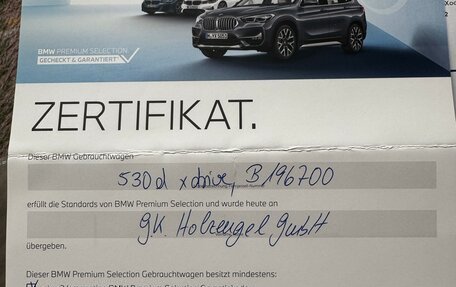 BMW PREMIUM SELECTION
GECHECKT & GARANTIERT.
ZERTIFIKAT.
Dieser BMW Gebrauchtwagen
530d xdrive, B196700
erfüllt die Standards von BMW Premium Selection und wurde heute an
GK. Holzengel GmbH
übergeben.
Dieser BMW Premium Selection Gebrauchtwagen besitzt mindestens: